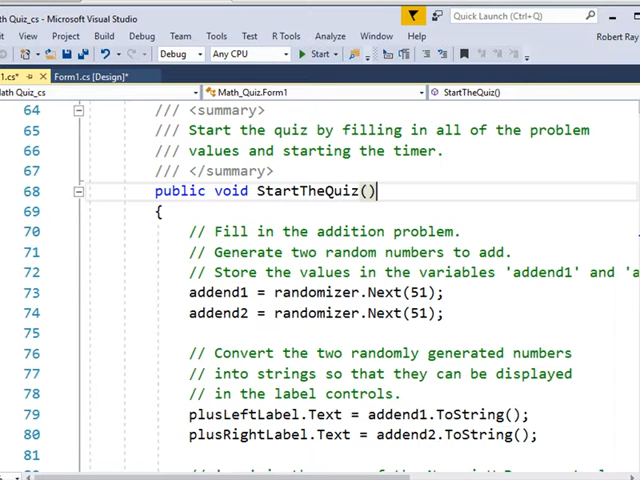 ath Quiz_cs - Microsoft Visual Studio
Quick Launch (Ctrl+Q)
Build Debug Team Tools Test R Tools Analyze Window Help
Robert Ray
Debug Any CPU Start
1.cs* Form1.cs [Design]*
ath Quiz_cs Math_Quiz.Form1 StartTheQuiz()
64 /// <summary>
65 /// Start the quiz by filling in all of the problem
66 /// values and starting the timer.
67 /// </summary>
68 public void StartTheQuiz()
69 {
70 // Fill in the addition problem.
71 // Generate two random numbers to add.
72 // Store the values in the variables 'addend1' and 'a
73 addend1 = randomizer.Next(51);
74 addend2 = randomizer.Next(51);
75
76 // Convert the two randomly generated numbers
77 // into strings so that they can be displayed
78 // in the label controls.
79 plusLeftLabel.Text = addend1.ToString();
80 plusRightLabel.Text = addend2.ToString();
81